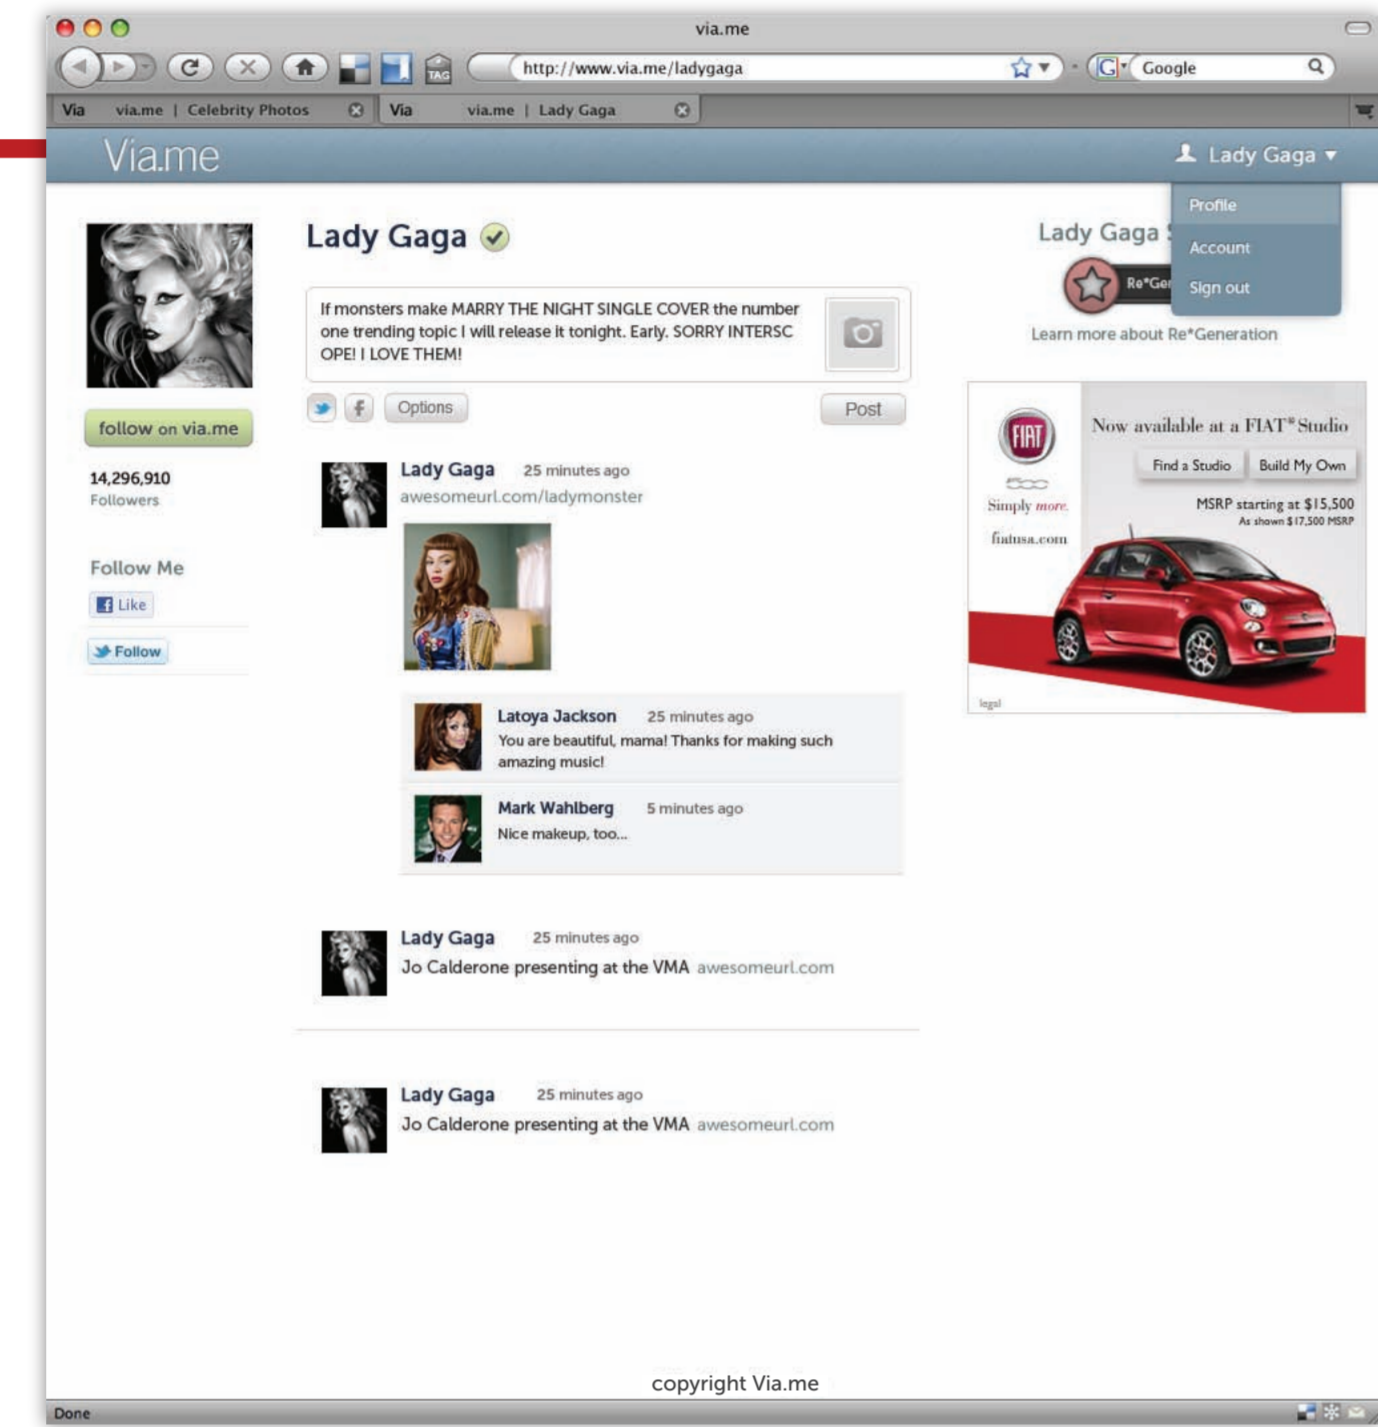 via.me
TAG
http://www.via.me/ladygaga
Google
Via via.me | Celebrity Photos
Via via.me | Lady Gaga
Via.me
Lady Gaga
Profile
Account
Sign out
Lady Gaga
14,296,910
Followers
follow on via.me
Follow Me
Like
Follow
If monsters make MARRY THE NIGHT SINGLE COVER the number
one trending topic I will release it tonight. Early. SORRY INTERSC
OPE! I LOVE THEM!
Options
Post
Lady Gaga 25 minutes ago
awesomeurl.com/ladymonster
Latoya Jackson 25 minutes ago
You are beautiful, mama! Thanks for making such
amazing music!
Mark Wahlberg 5 minutes ago
Nice makeup, too...
Lady Gaga 25 minutes ago
Jo Calderone presenting at the VMA awesomeurl.com
Lady Gaga 25 minutes ago
Jo Calderone presenting at the VMA awesomeurl.com
Lady Gaga
Re*Ge
Learn more about Re*Generation
FIAT
500
Simply more.
fiatusa.com
Now available at a FIAT® Studio
Find a Studio
Build My Own
MSRP starting at $15,500
As shown $17,500 MSRP
legal
copyright Via.me
Done